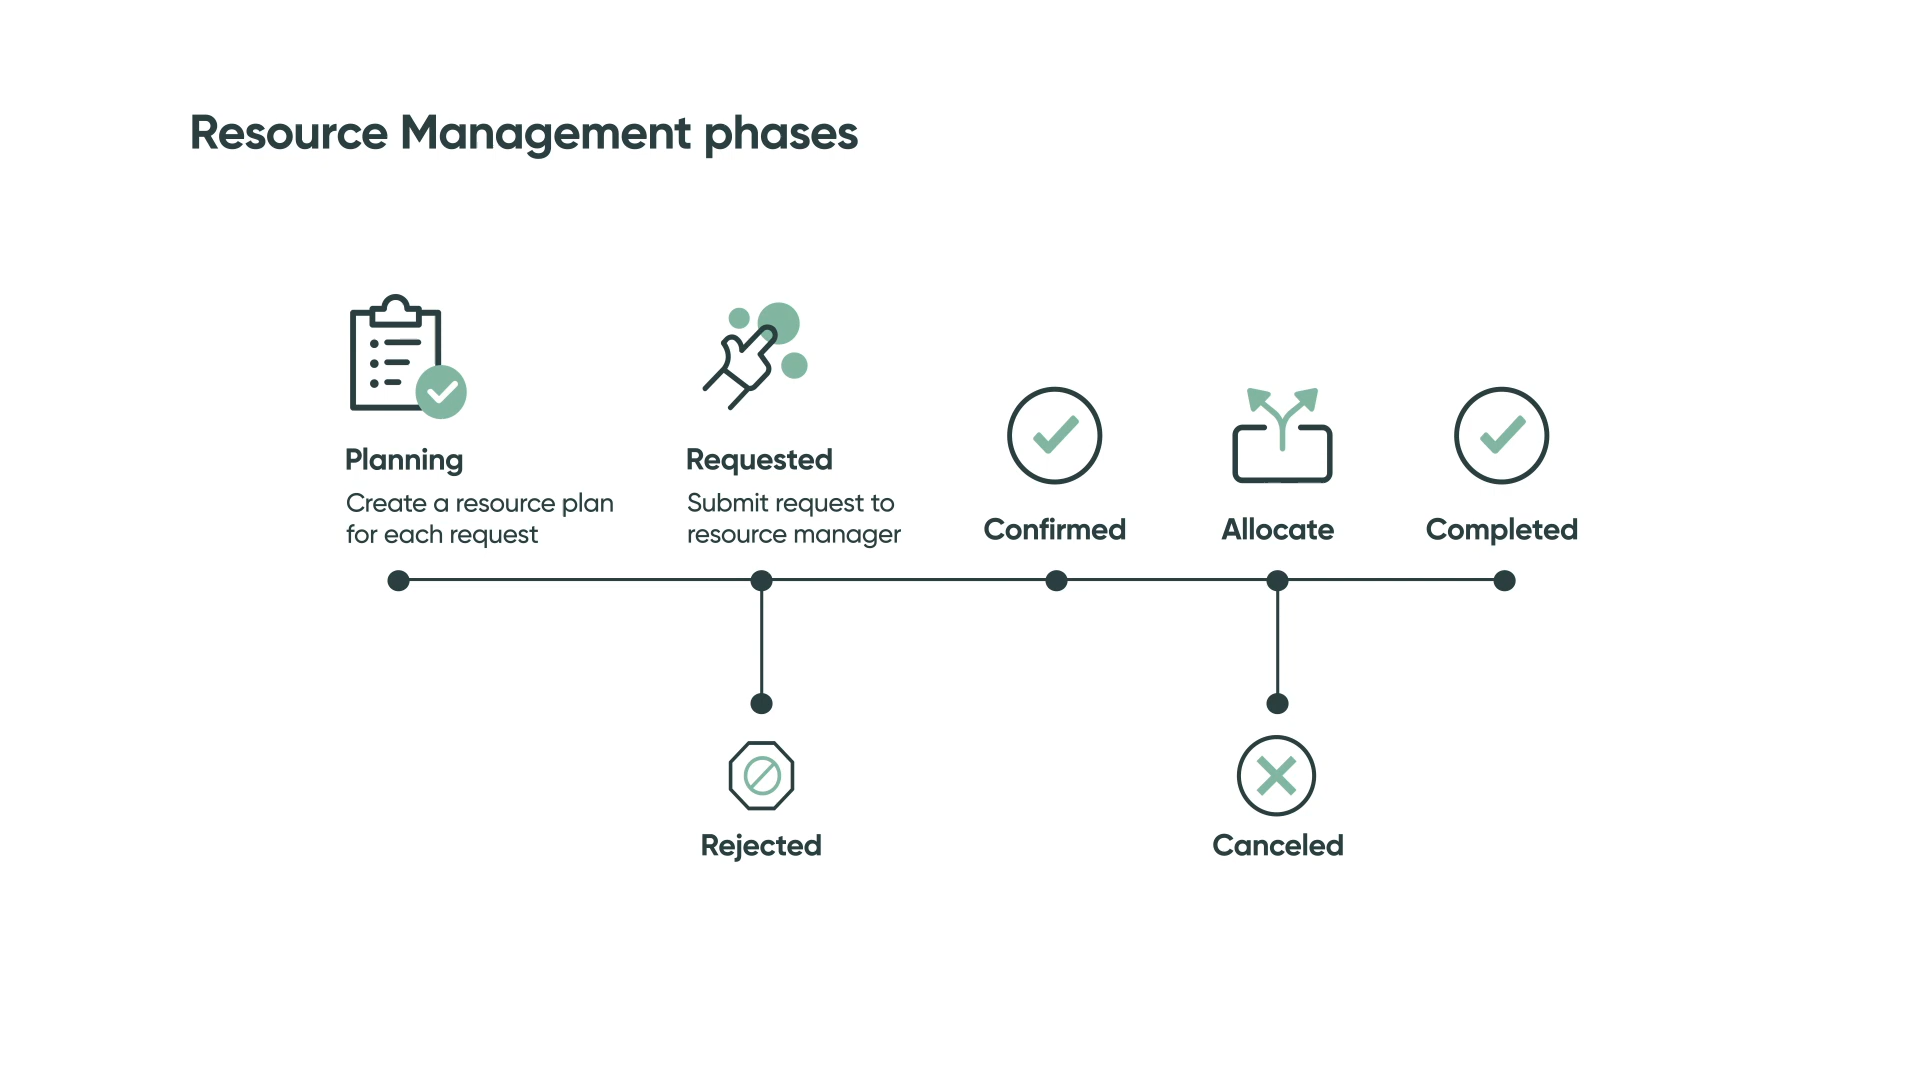 Resource Management phases
Planning
Create a resource plan
for each request
Requested
Submit request to
resource manager
Confirmed
Allocate
Completed
Rejected
Canceled